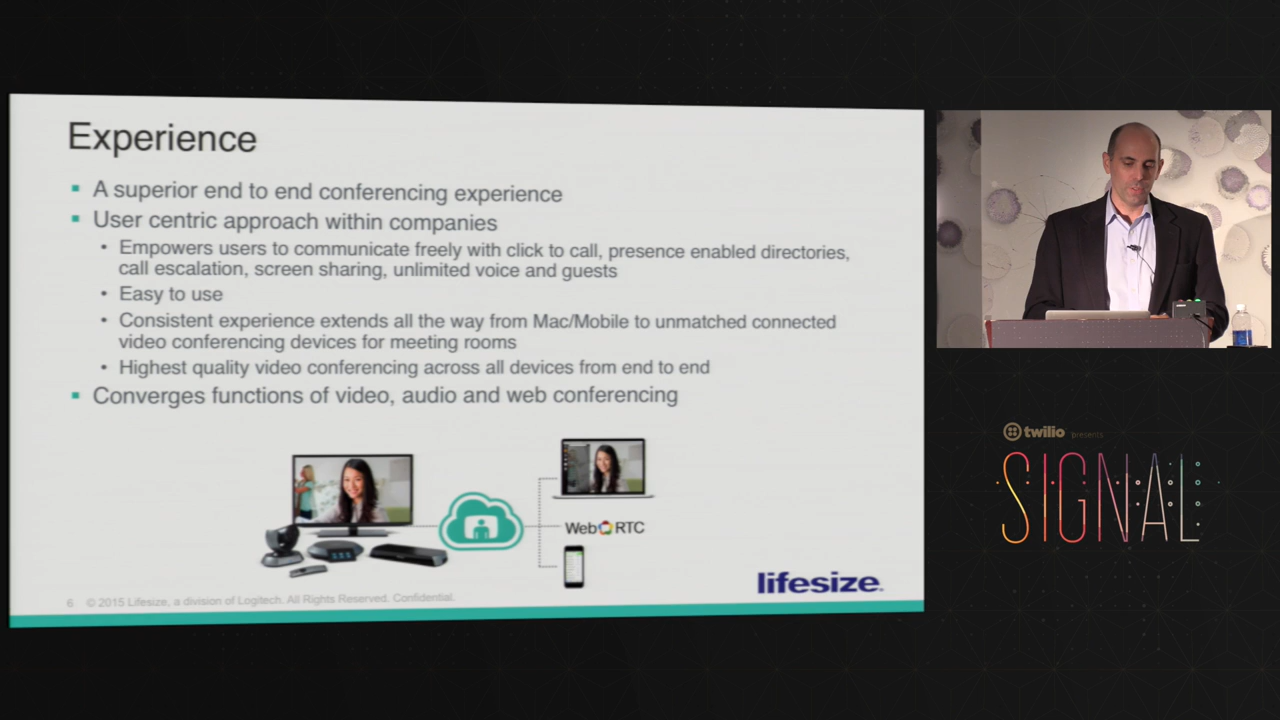 Experience
A superior end to end conferencing experience
User centric approach within companies
Empowers users to communicate freely with click to call, presence enabled directories,
call escalation, screen sharing, unlimited voice and guests
Easy to use
Consistent experience extends all the way from Mac/Mobile to unmatched connected
video conferencing devices for meeting rooms
Highest quality video conferencing across all devices from end to end
Converges functions of video, audio and web conferencing
Web RTC
lifesize.
6 © 2015 Lifesize, a division of Logitech. All Rights Reserved. Confidential.
twilio presents
SIGNAL